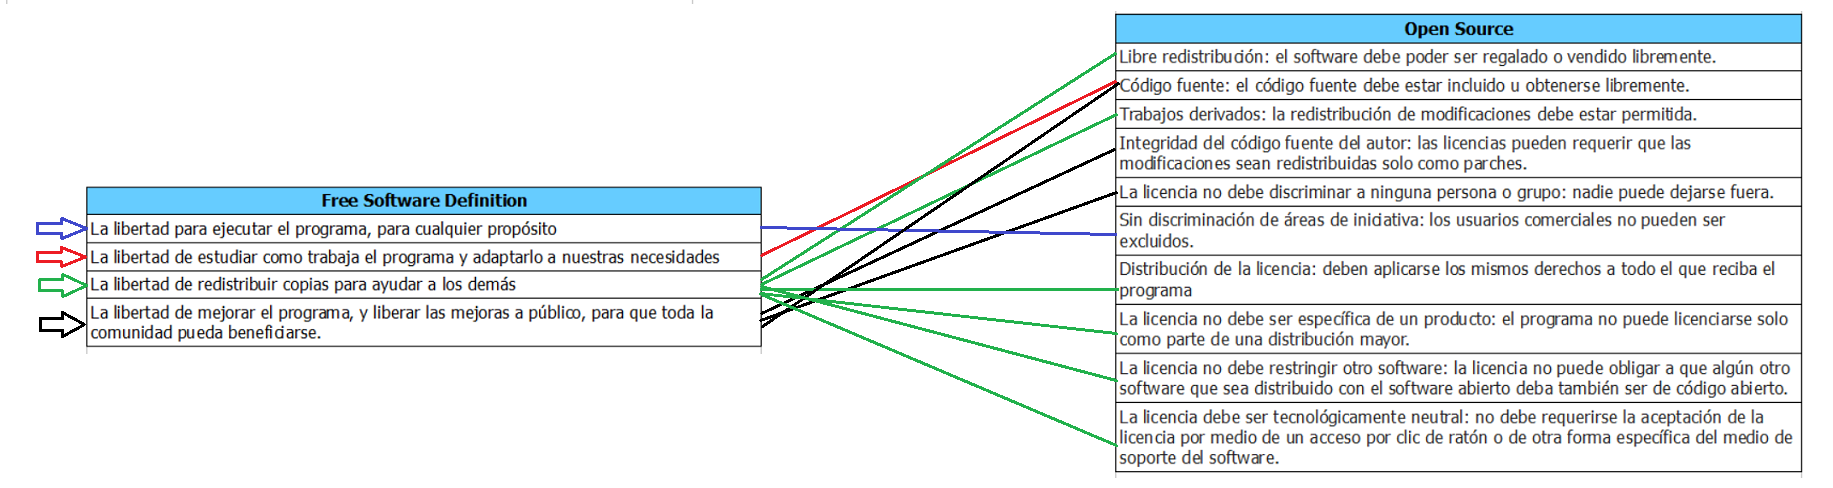 Free Software Definition
La libertad para ejecutar el programa, para cualquier propósito
La libertad de estudiar como trabaja el programa y adaptarlo a nuestras necesidades
La libertad de redistribuir copias para ayudar a los demás
La libertad de mejorar el programa, y liberar las mejoras a público, para que toda la
comunidad pueda beneficiarse.
Open Source
Libre redistribución: el software debe poder ser regalado o vendido libremente.
Código fuente: el código fuente debe estar incluido u obtenerse libremente.
Trabajos derivados: la redistribución de modificaciones debe estar permitida.
Integridad del código fuente del autor: las licencias pueden requerir que las
modificaciones sean redistribuidas solo como parches.
La licencia no debe discriminar a ninguna persona o grupo: nadie puede dejarse fuera.
Sin discriminación de áreas de iniciativa: los usuarios comerciales no pueden ser
excluidos.
Distribución de la licencia: deben aplicarse los mismos derechos a todo el que reciba el
programa
La licencia no debe ser específica de un producto: el programa no puede licenciarse solo
como parte de una distribución mayor.
La licencia no debe restringir otro software: la licencia no puede obligar a que algún otro
software que sea distribuido con el software abierto deba también ser de código abierto.
La licencia debe ser tecnológicamente neutral: no debe requerirse la aceptación de la
licencia por medio de un acceso por clic de ratón o de otra forma específica del medio de
soporte del software.